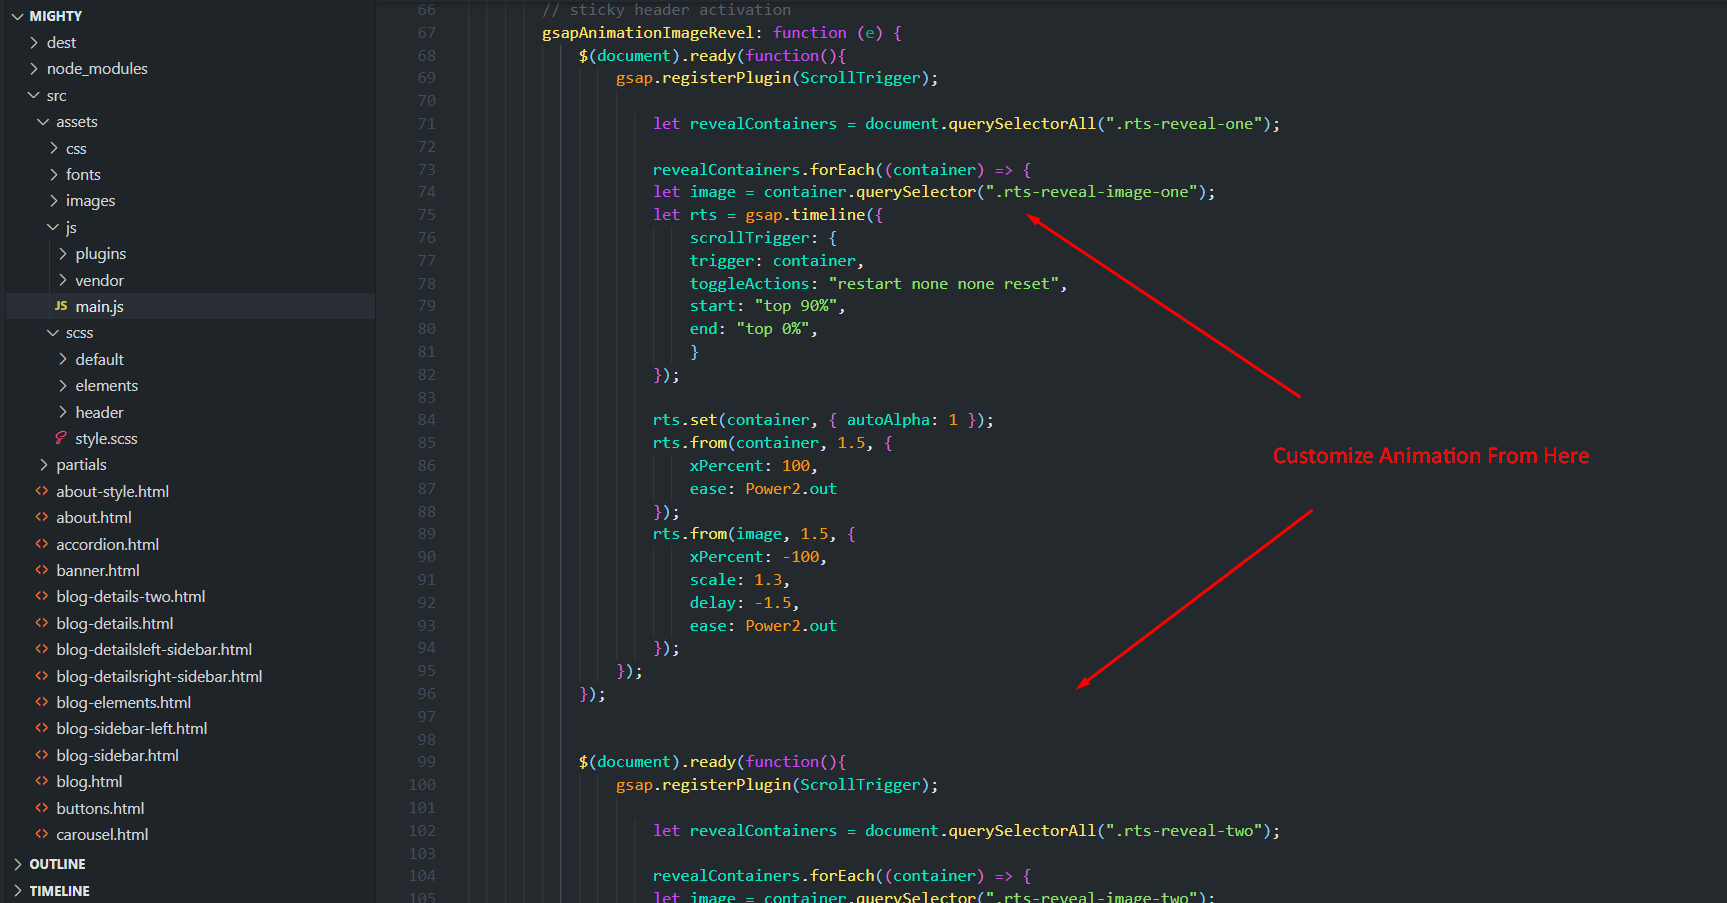 MIGHTY
dest
node_modules
src
assets
css
fonts
images
js
plugins
vendor
JS main.js
scss
default
elements
header
style.scss
partials
about-style.html
about.html
accordion.html
banner.html
blog-details-two.html
blog-details.html
blog-detailsleft-sidebar.html
blog-detailsright-sidebar.html
blog-elements.html
blog-sidebar-left.html
blog-sidebar.html
blog.html
buttons.html
carousel.html
OUTLINE
TIMELINE
66 // sticky header activation
67 gsapAnimationImageRevel: function (e) {
68 $(document).ready(function(){
69 gsap.registerPlugin(ScrollTrigger);
70
71 let revealContainers = document.querySelectorAll(".rts-reveal-one");
72
73 revealContainers.forEach((container) => {
74 let image = container.querySelector(".rts-reveal-image-one");
75 let rts = gsap.timeline({
76 scrollTrigger: {
77 trigger: container,
78 toggleActions: "restart none none reset",
79 start: "top 90%",
80 end: "top 0%",
81 }
82 });
83
84 rts.set(container, { autoAlpha: 1 });
85 rts.from(container, 1.5, {
86 xPercent: 100,
87 ease: Power2.out
88 });
89 rts.from(image, 1.5, {
90 xPercent: -100,
91 scale: 1.3,
92 delay: -1.5,
93 ease: Power2.out
94 });
95 });
96 });
97
98
99 $(document).ready(function(){
100 gsap.registerPlugin(ScrollTrigger);
101
102 let revealContainers = document.querySelectorAll(".rts-reveal-two");
103
104 revealContainers.forEach((container) => {
105 let image = container.querySelector(".rts-reveal-image-two");
Customize Animation From Here